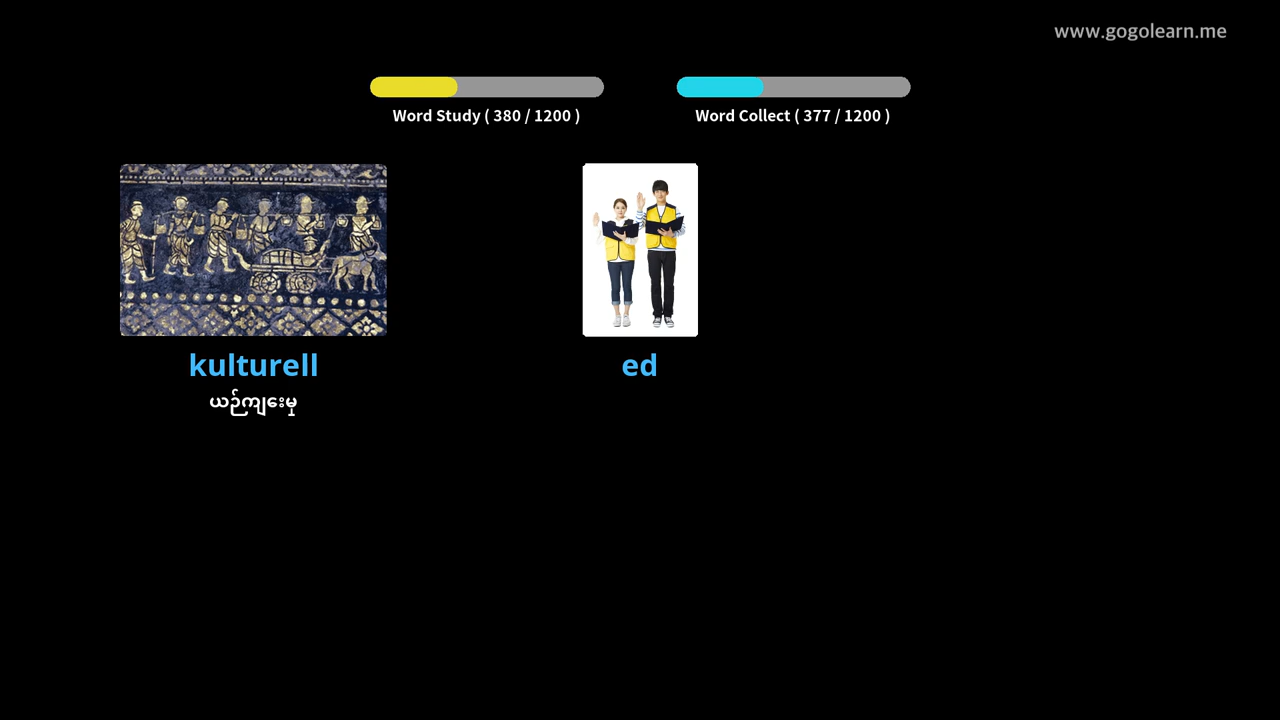 www.gogolearn.me
Word Study ( 380 / 1200 )
Word Collect ( 377 / 1200 )
kulturell
ယဉ်ကျေးမှု
ed